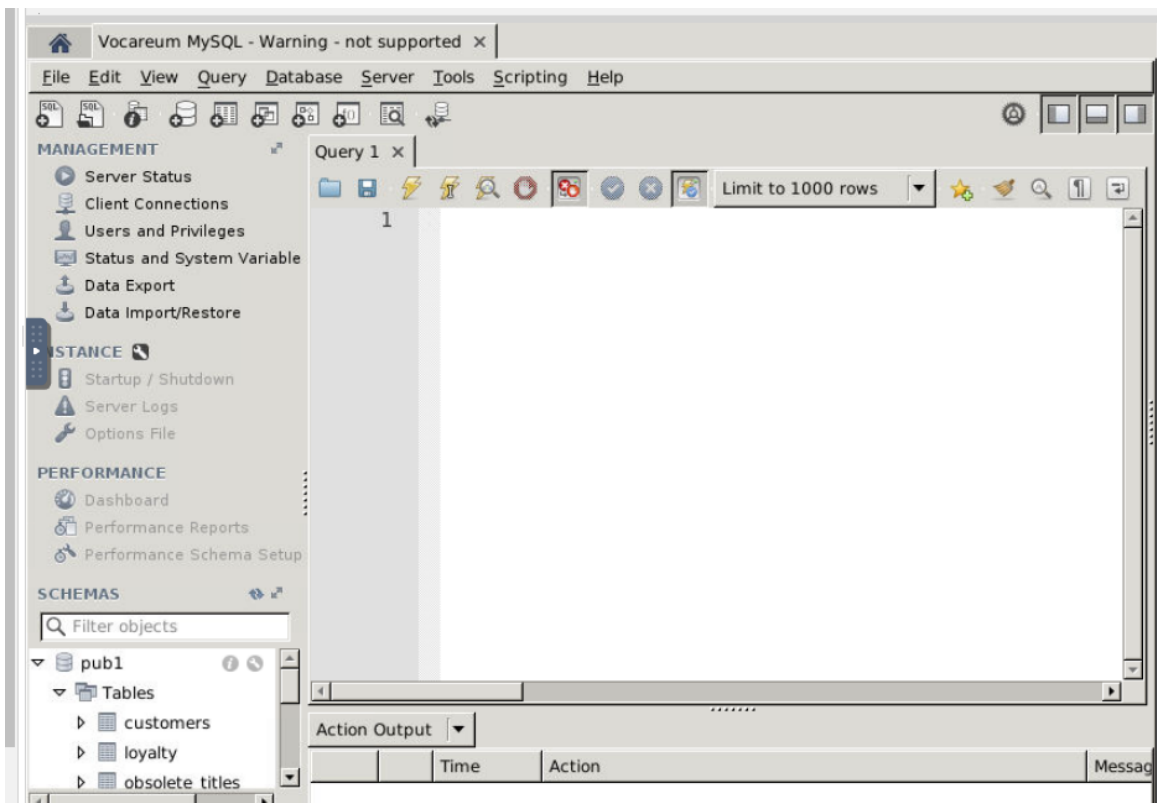 Vocareum MySQL - Warning - not supported ×
File Edit View Query Database Server Tools Scripting Help
MANAGEMENT
Server Status
Client Connections
Users and Privileges
Status and System Variable
Data Export
Data Import/Restore
NSTANCE
Startup / Shutdown
Server Logs
Options File
PERFORMANCE
Dashboard
Performance Reports
Performance Schema Setup
SCHEMAS
Filter objects
pub1
Tables
customers
loyalty
obsolete_titles
Query 1 ×
Limit to 1000 rows
1
Action Output
Time Action Messag